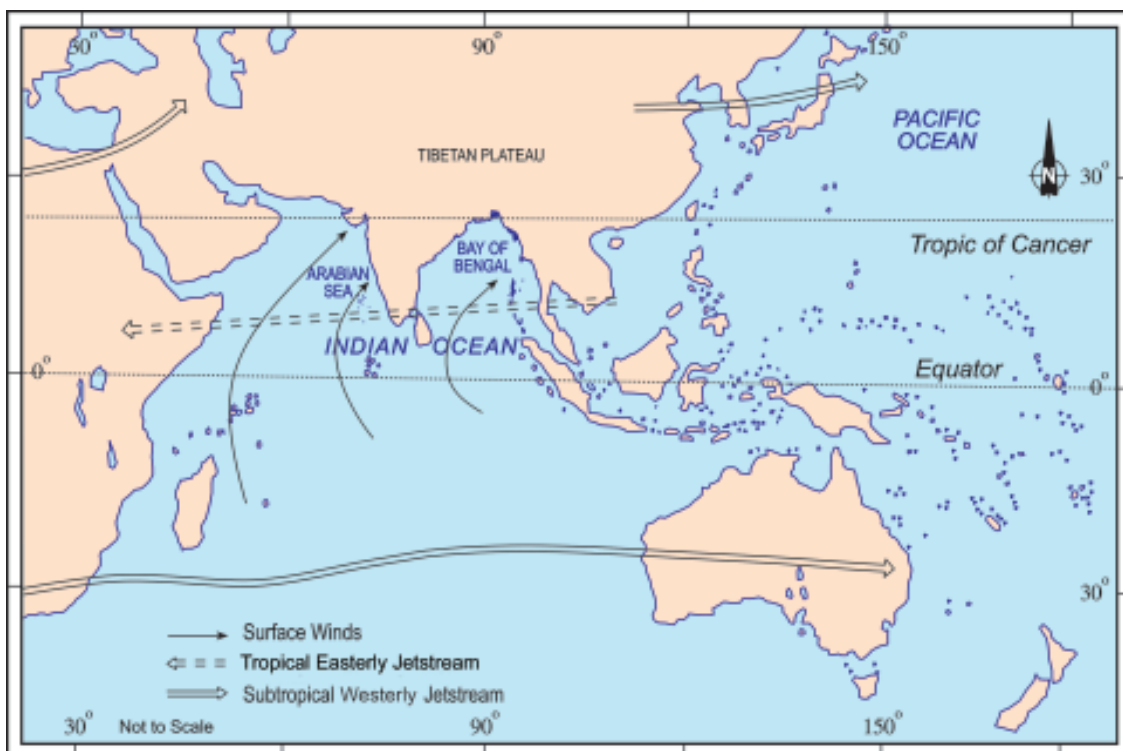 30°
90°
150°
PACIFIC
OCEAN
TIBETAN PLATEAU
N
30°
Tropic of Cancer
ARABIAN
SEA
BAY OF
BENGAL
INDIAN OCEAN
Equator
0°
0°
30°
Surface Winds
Tropical Easterly Jetstream
Subtropical Westerly Jetstream
30°
Not to Scale
90°
150°